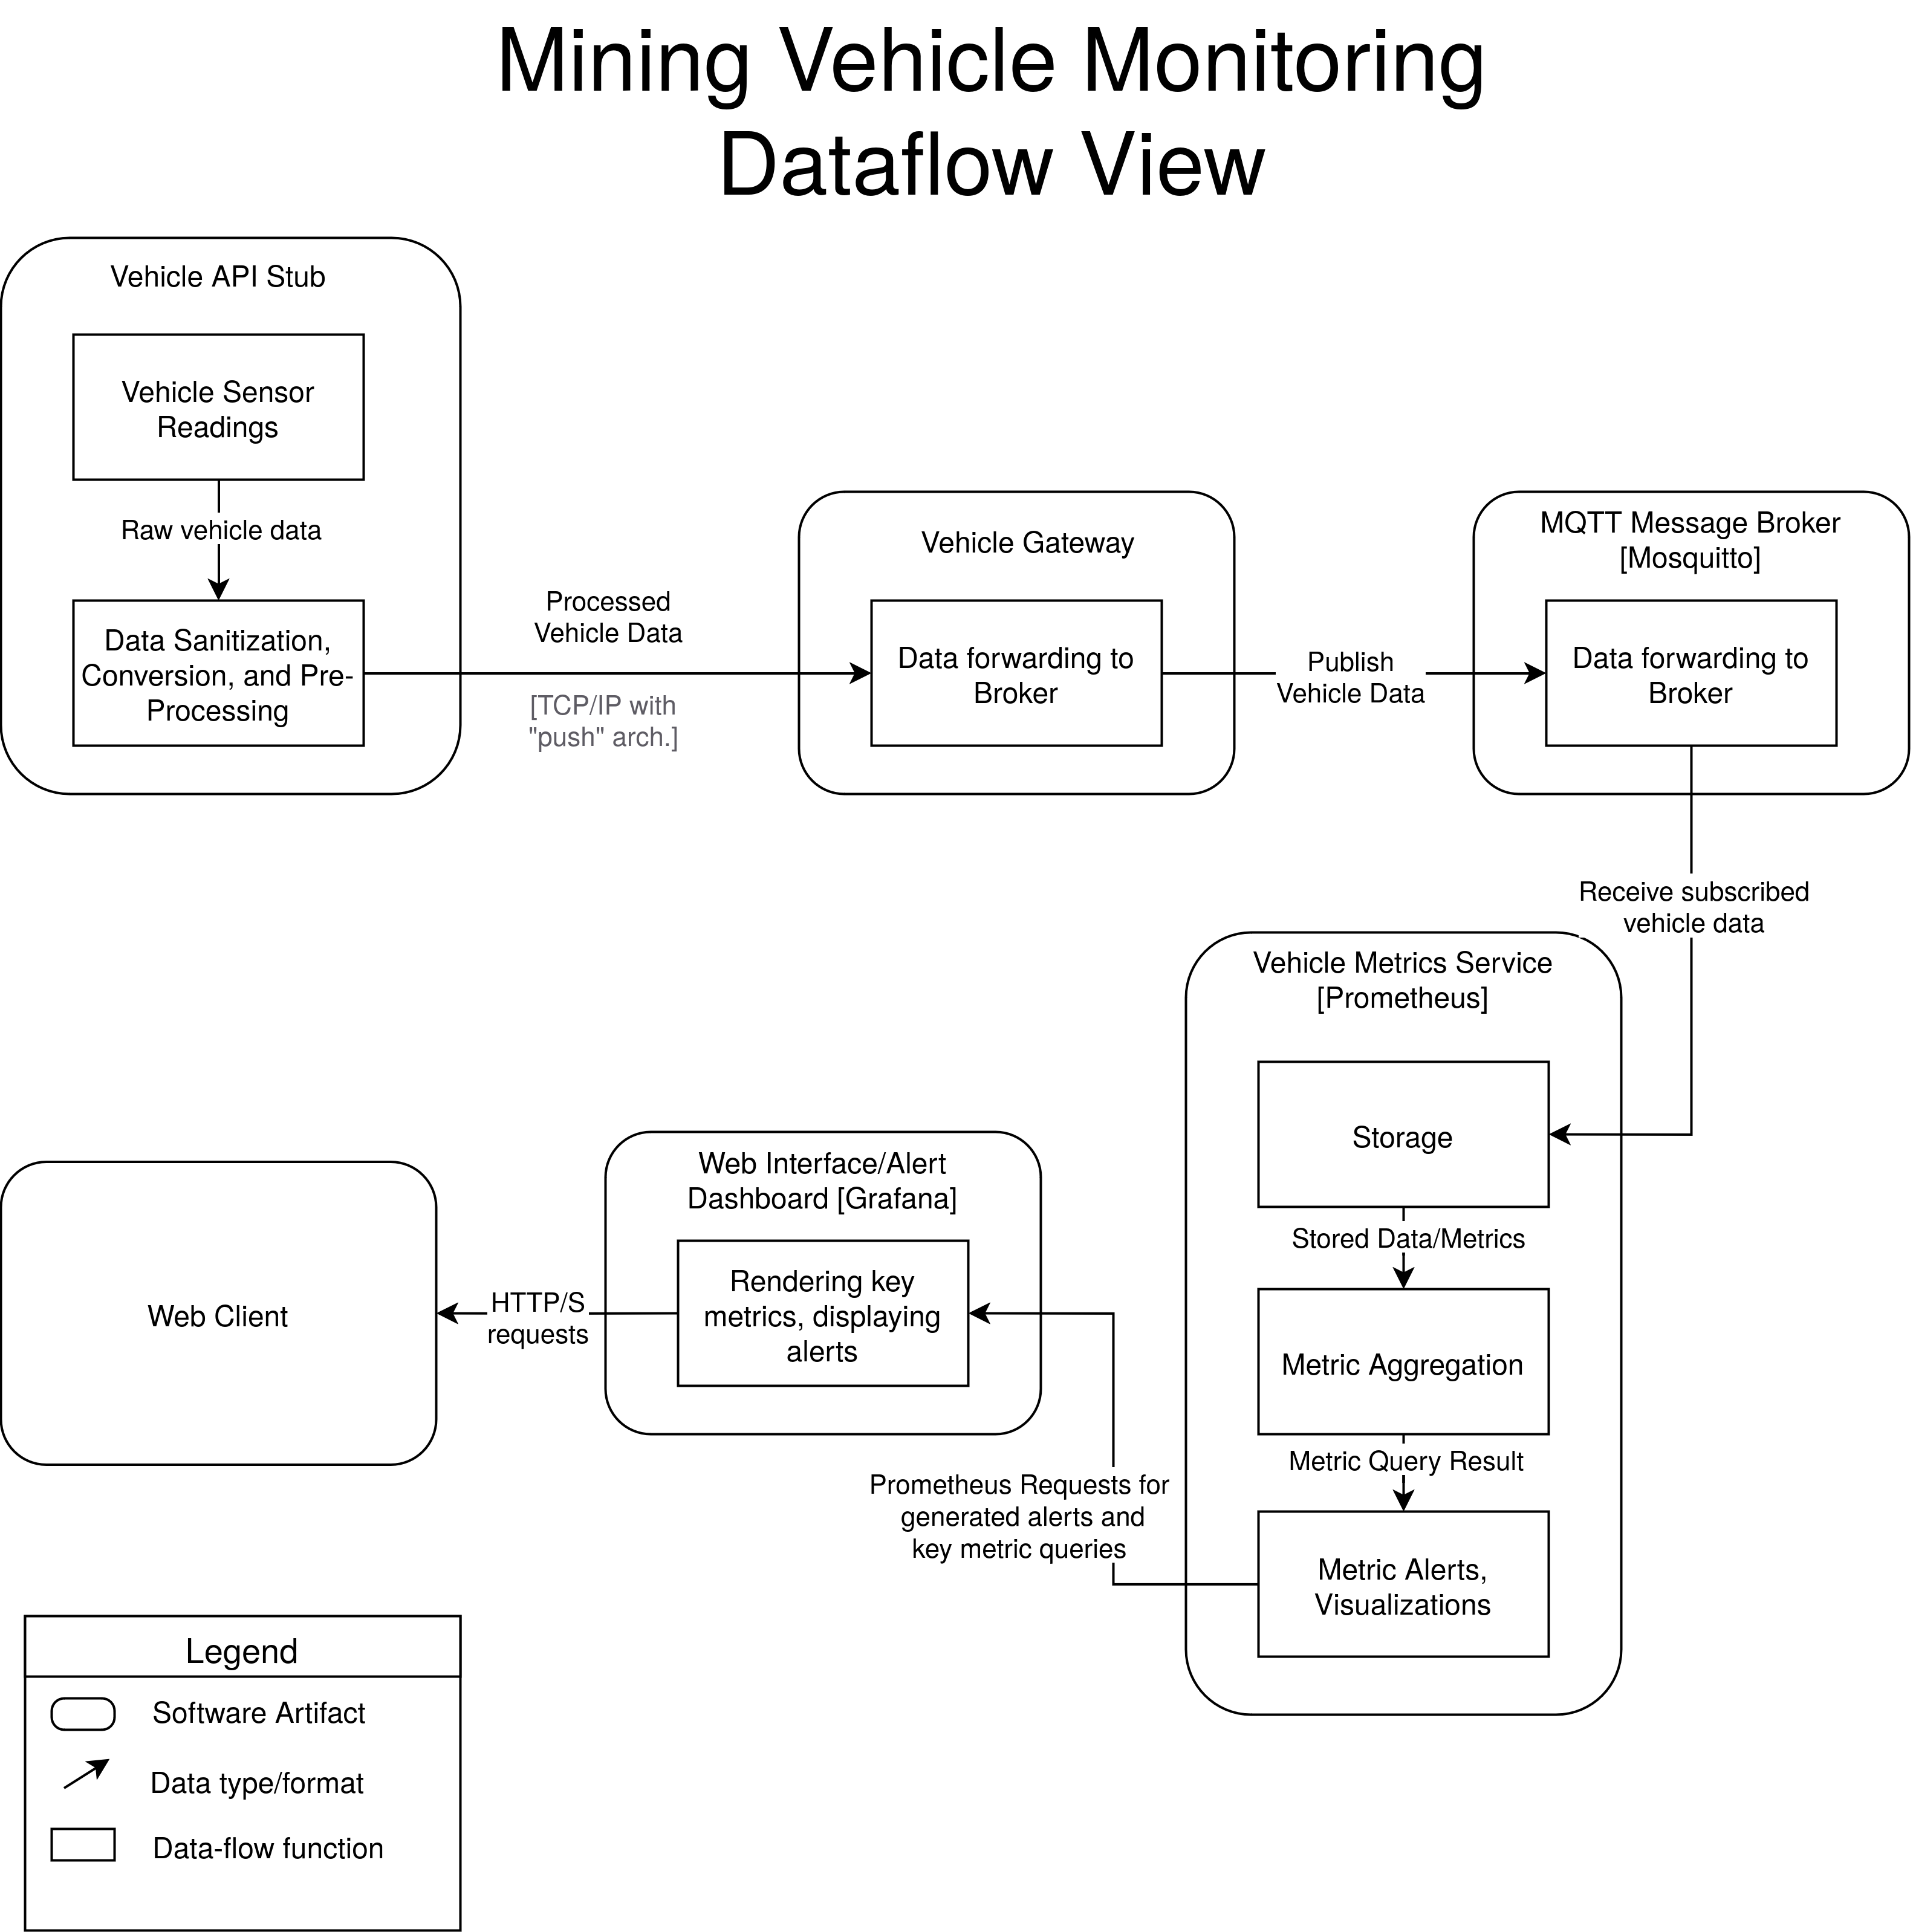 Mining Vehicle Monitoring
Dataflow View
Vehicle API Stub
Vehicle Sensor
Readings
Raw vehicle data
Data Sanitization,
Conversion, and Pre-
Processing
Processed
Vehicle Data
[TCP/IP with
"push" arch.]
Vehicle Gateway
Data forwarding to
Broker
Publish
Vehicle Data
MQTT Message Broker
[Mosquitto]
Data forwarding to
Broker
Receive subscribed
vehicle data
Vehicle Metrics Service
[Prometheus]
Storage
Stored Data/Metrics
Metric Aggregation
Metric Query Result
Metric Alerts,
Visualizations
Prometheus Requests for
generated alerts and
key metric queries
Web Interface/Alert
Dashboard [Grafana]
Rendering key
metrics, displaying
alerts
HTTP/S
requests
Web Client
Legend
Software Artifact
Data type/format
Data-flow function